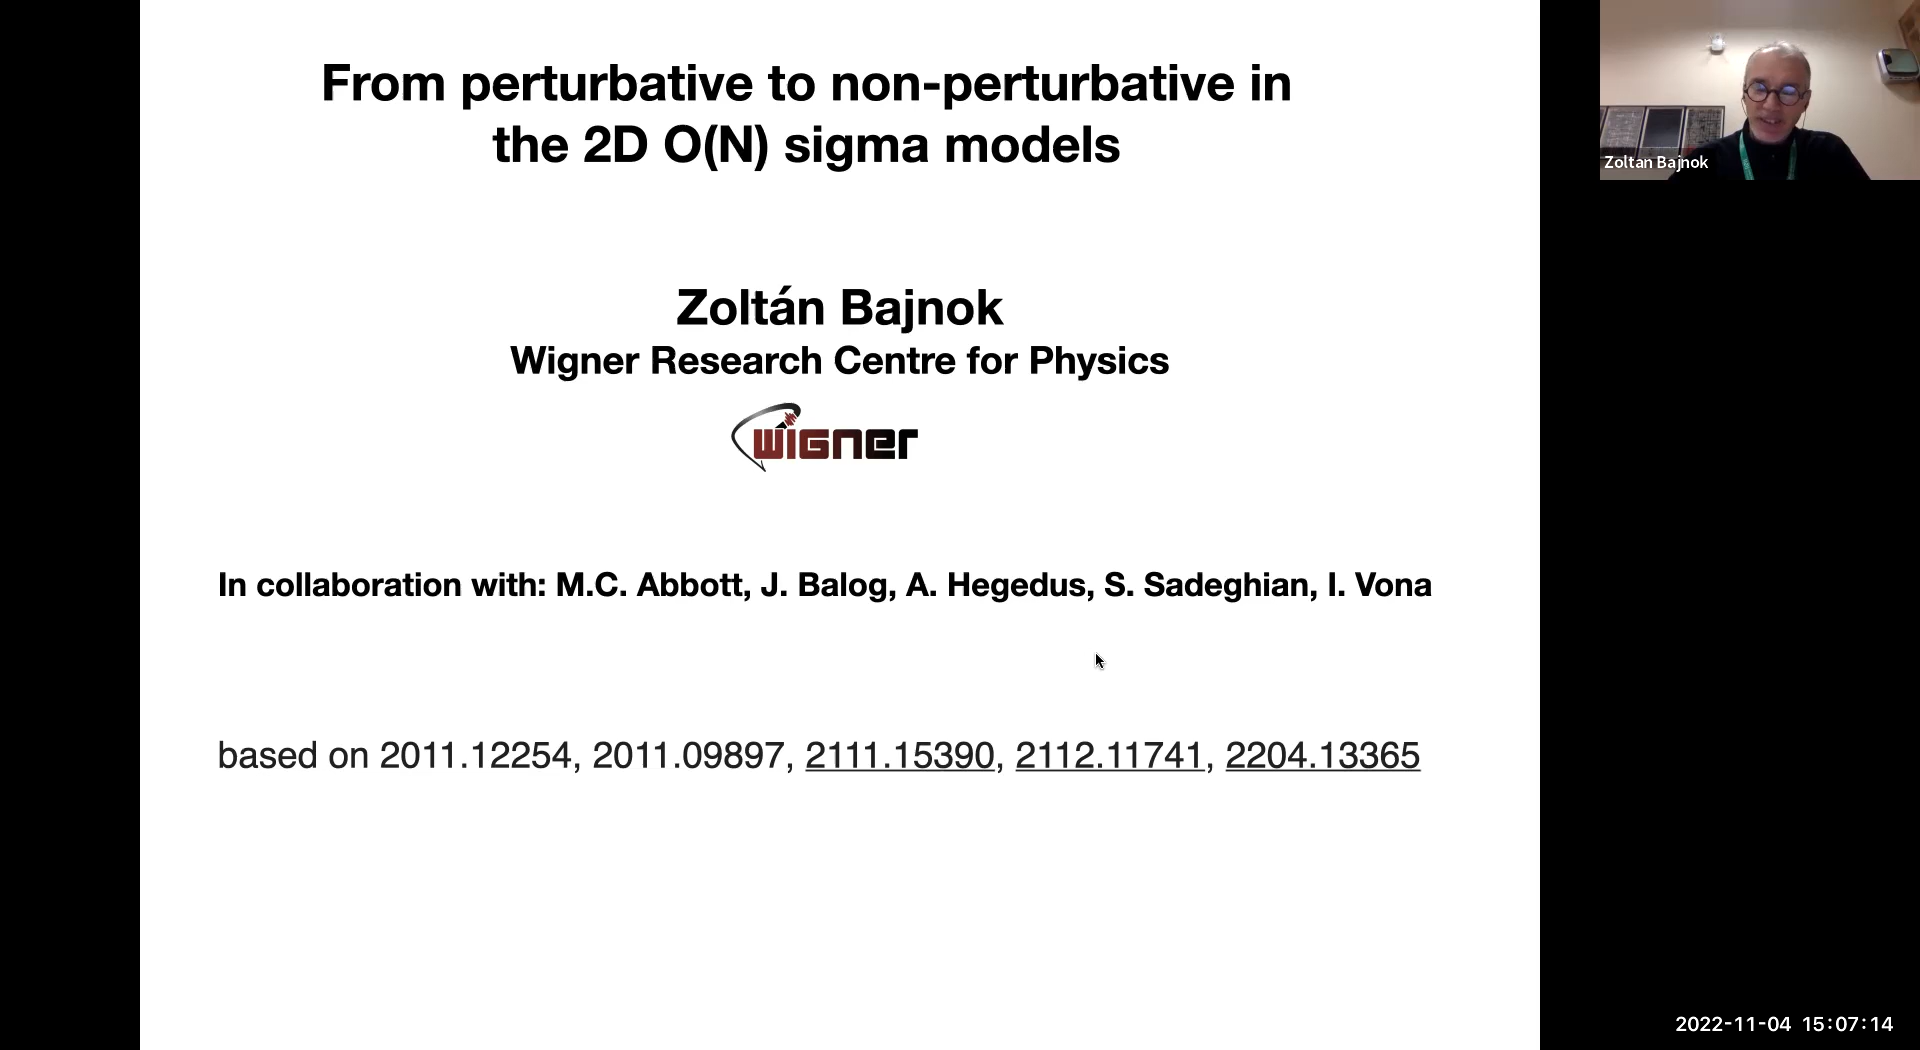 From perturbative to non-perturbative in
the 2D O(N) sigma models
Zoltán Bajnok
Wigner Research Centre for Physics
wigner
In collaboration with: M.C. Abbott, J. Balog, A. Hegedus, S. Sadeghian, I. Vona
based on 2011.12254, 2011.09897, 2111.15390, 2112.11741, 2204.13365
Zoltan Bajnok
2022-11-04 15:07:14